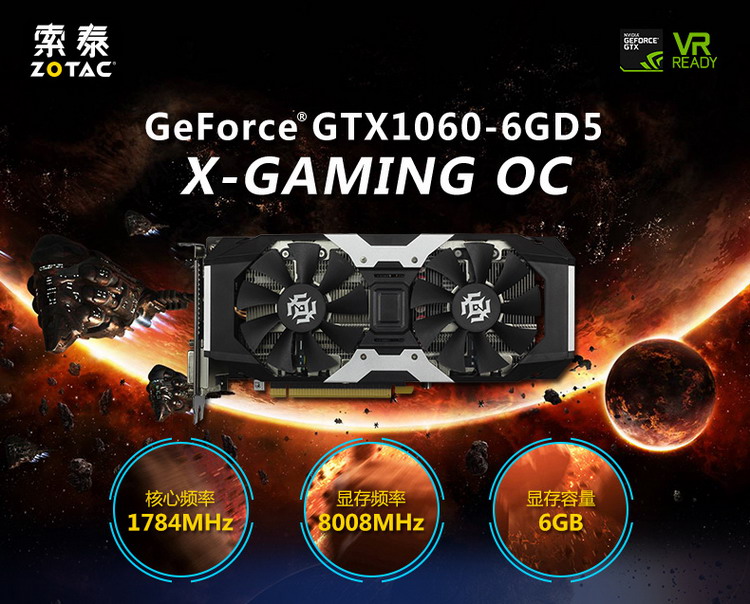 索泰
ZOTAC
NVIDIA
GEFORCE
GTX
VR
READY
GeForce® GTX1060-6GD5
X-GAMING OC
核心频率
1784MHz
显存频率
8008MHz
显存容量
6GB